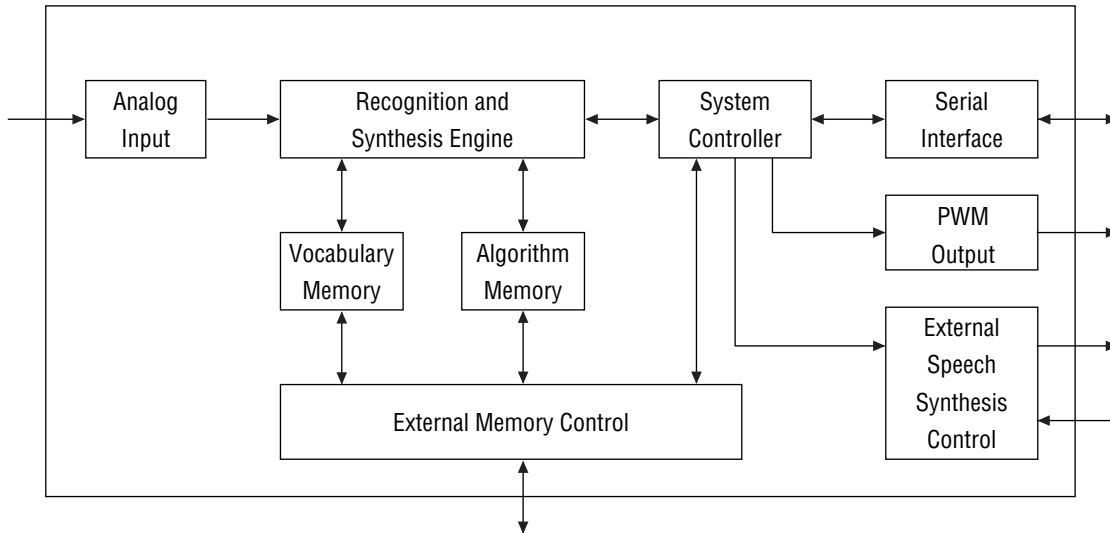 Analog
Input
Recognition and
Synthesis Engine
System
Controller
Serial
Interface
PWM
Output
Vocabulary
Memory
Algorithm
Memory
External
Speech
Synthesis
Control
External Memory Control